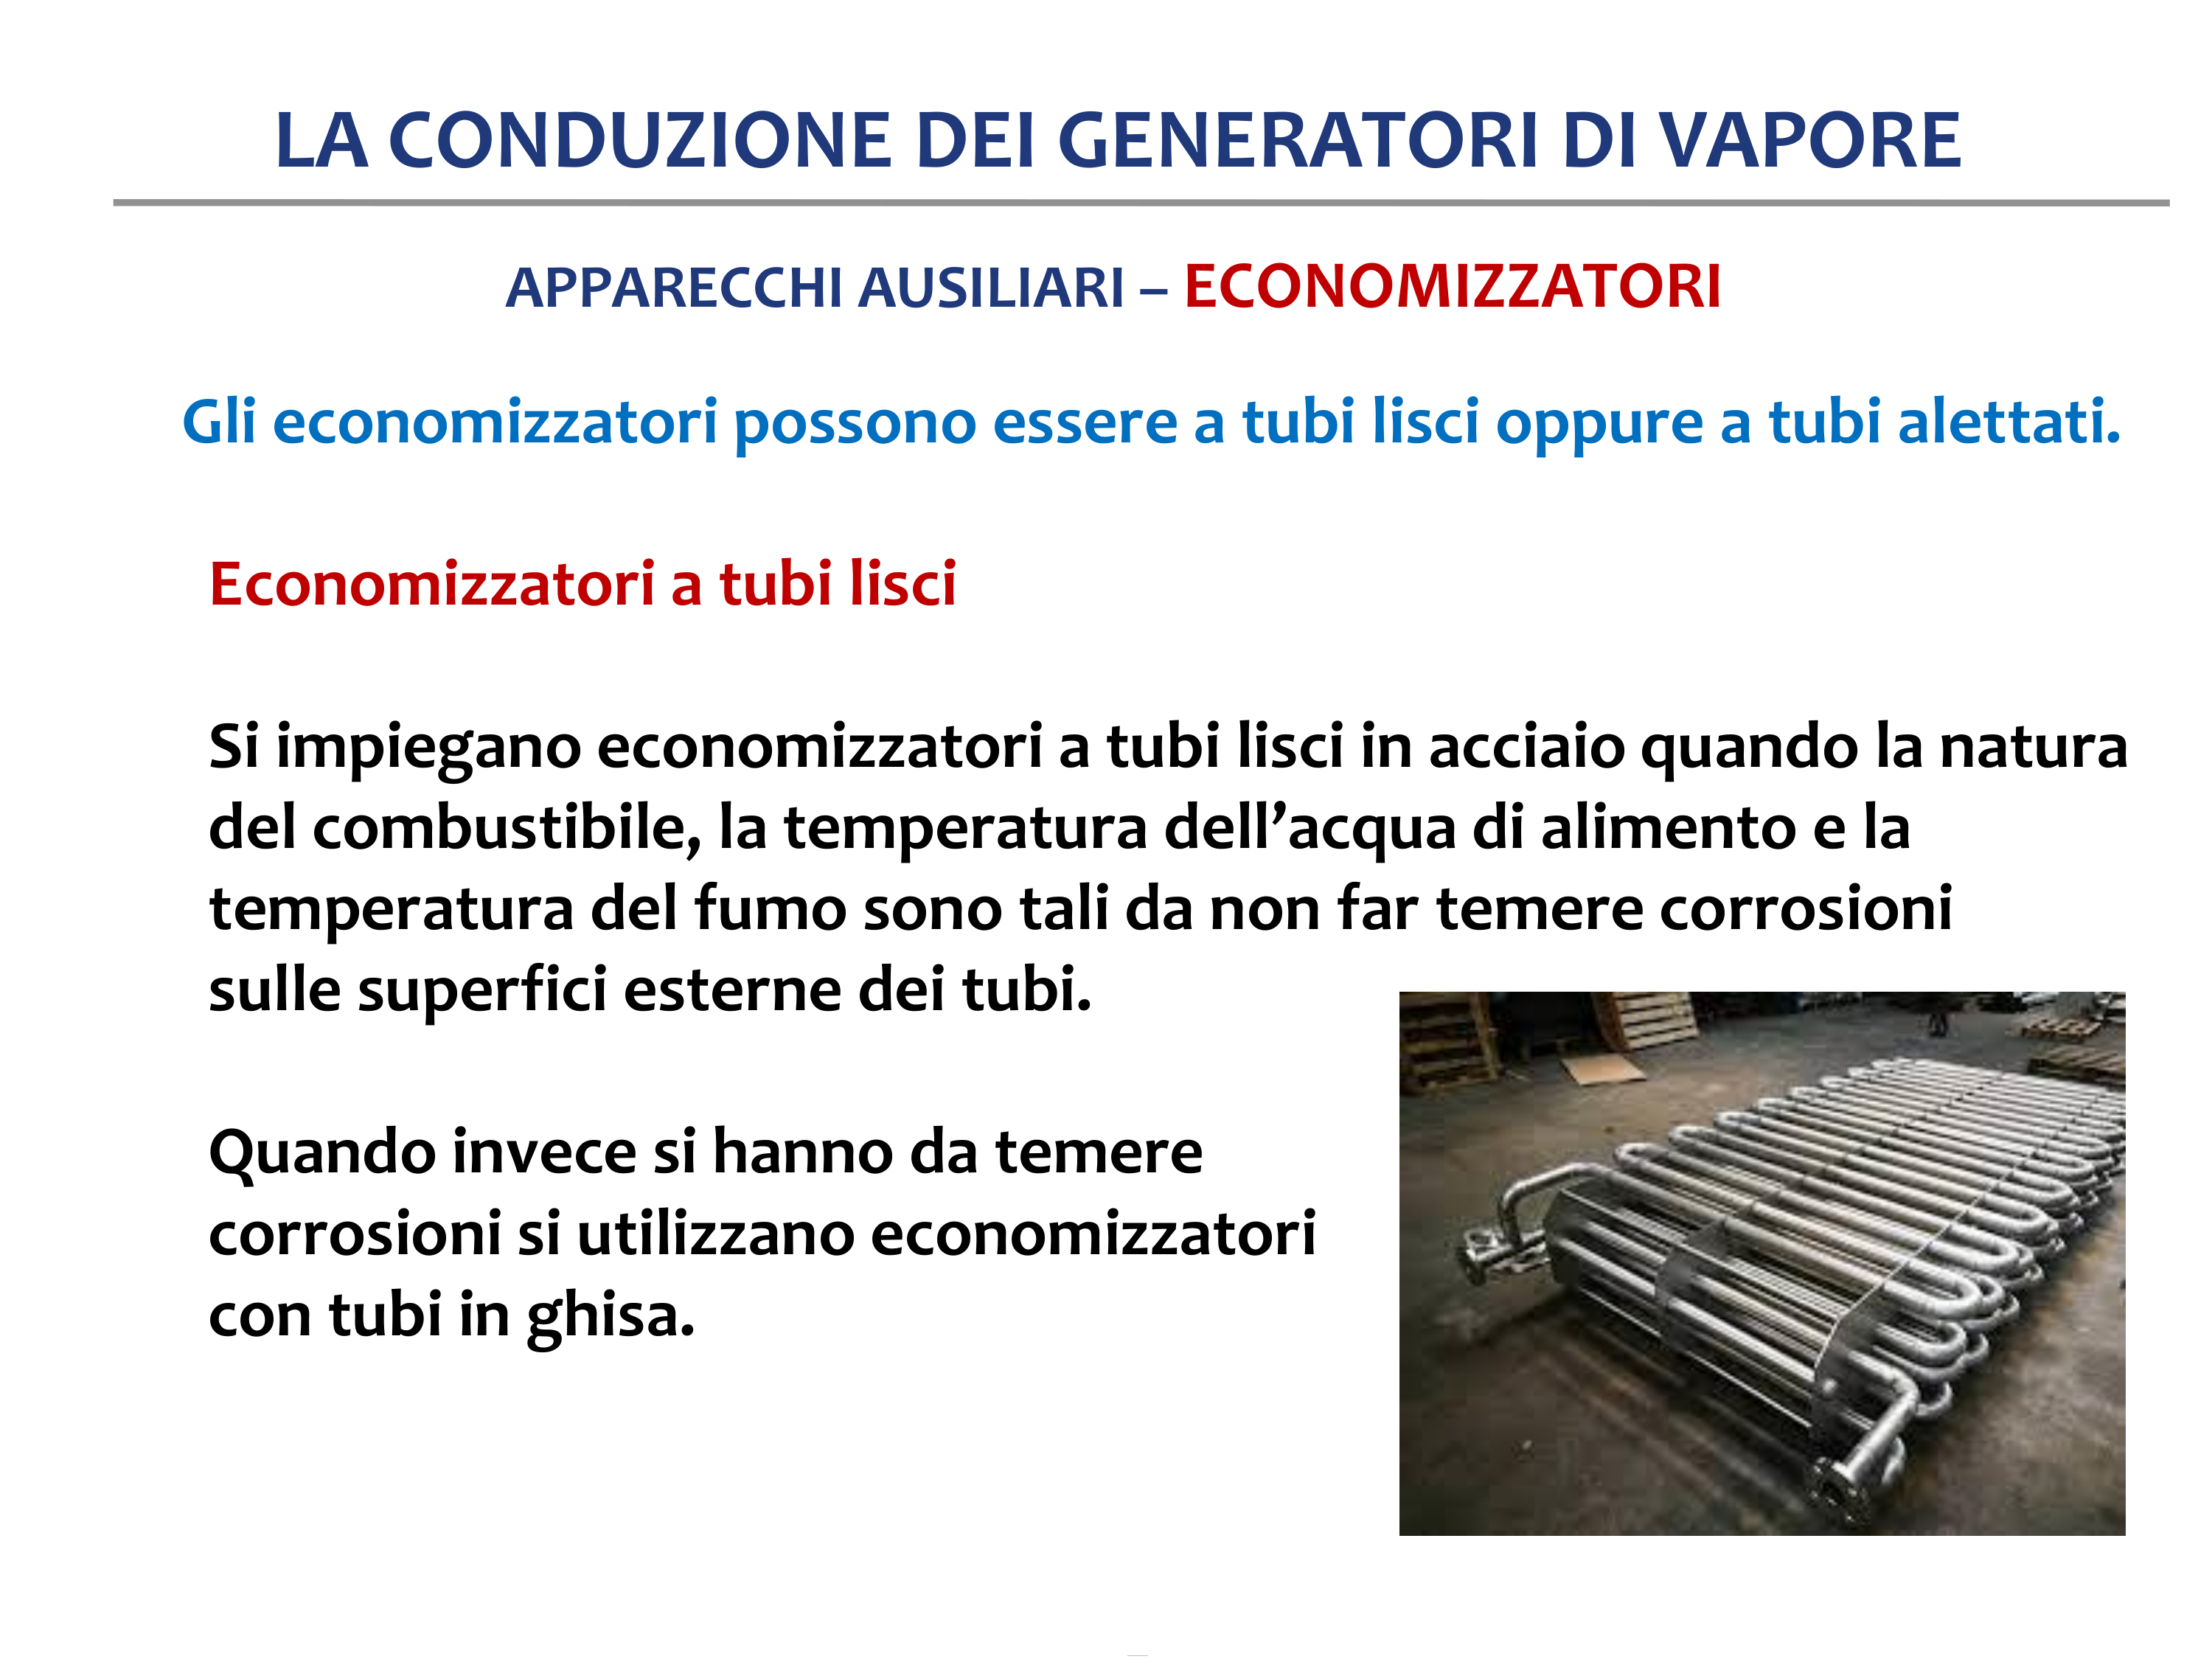 LA CONDUZIONE DEI GENERATORI DI VAPORE
APPARECCHI AUSILIARI – ECONOMIZZATORI
Gli economizzatori possono essere a tubi lisci oppure a tubi alettati.
Economizzatori a tubi lisci
Si impiegano economizzatori a tubi lisci in acciaio quando la natura
del combustibile, la temperatura dell’acqua di alimento e la
temperatura del fumo sono tali da non far temere corrosioni
sulle superfici esterne dei tubi.
Quando invece si hanno da temere
corrosioni si utilizzano economizzatori
con tubi in ghisa.